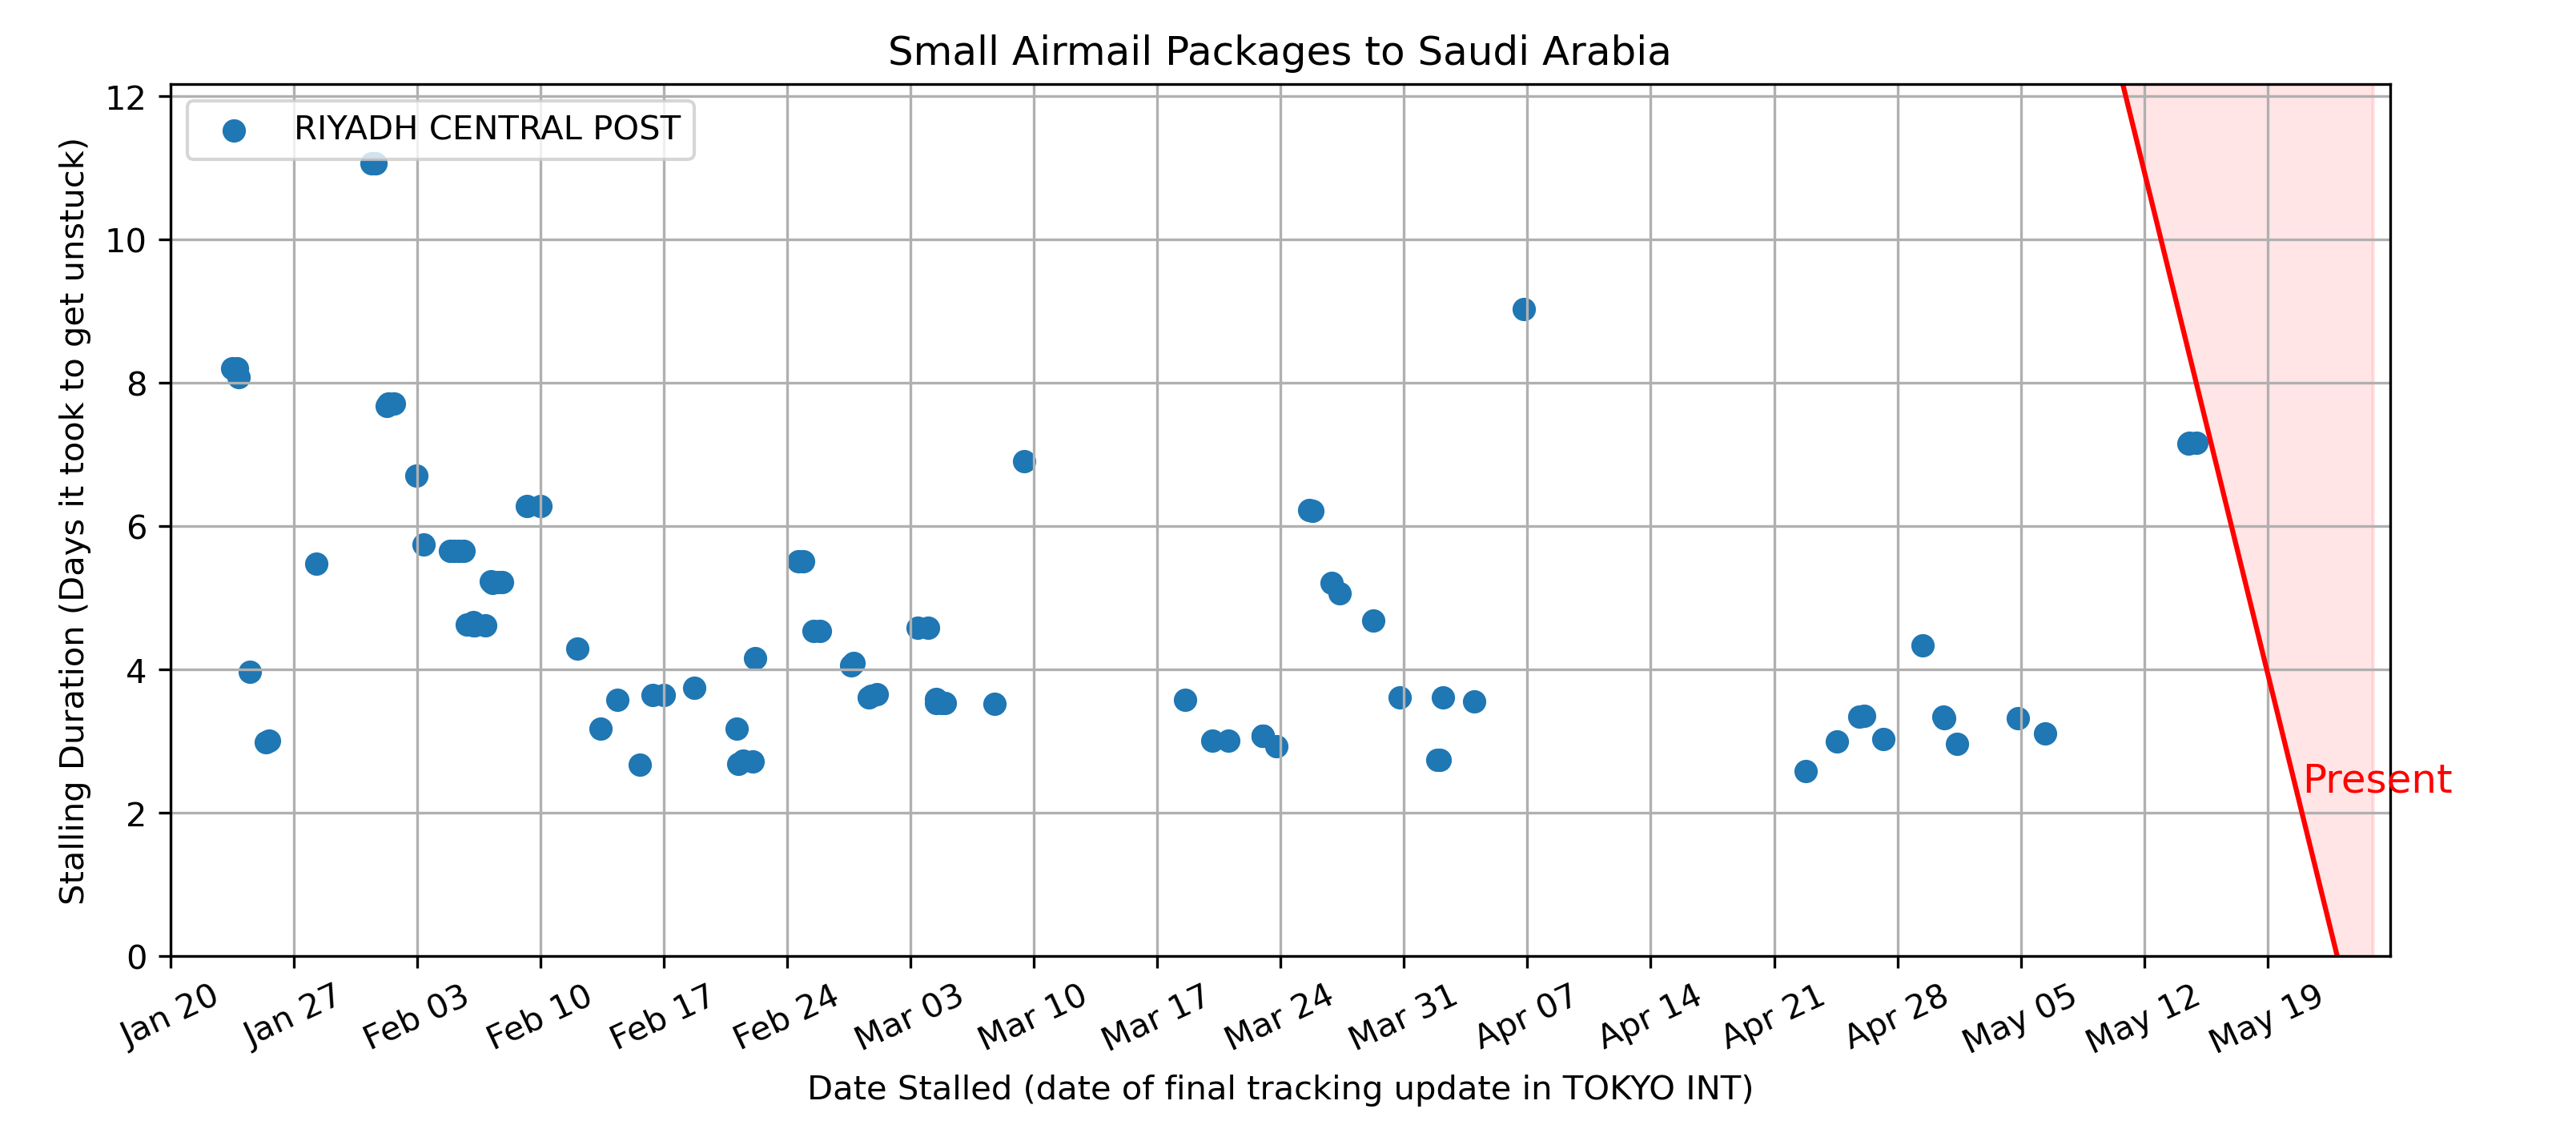 Small Airmail Packages to Saudi Arabia
RIYADH CENTRAL POST
Stalling Duration (Days it took to get unstuck)
12
10
8
6
4
2
0
Present
Jan 20
Jan 27
Feb 03
Feb 10
Feb 17
Feb 24
Mar 03
Mar 10
Mar 17
Mar 24
Mar 31
Apr 07
Apr 14
Apr 21
Apr 28
May 05
May 12
May 19
Date Stalled (date of final tracking update in TOKYO INT)